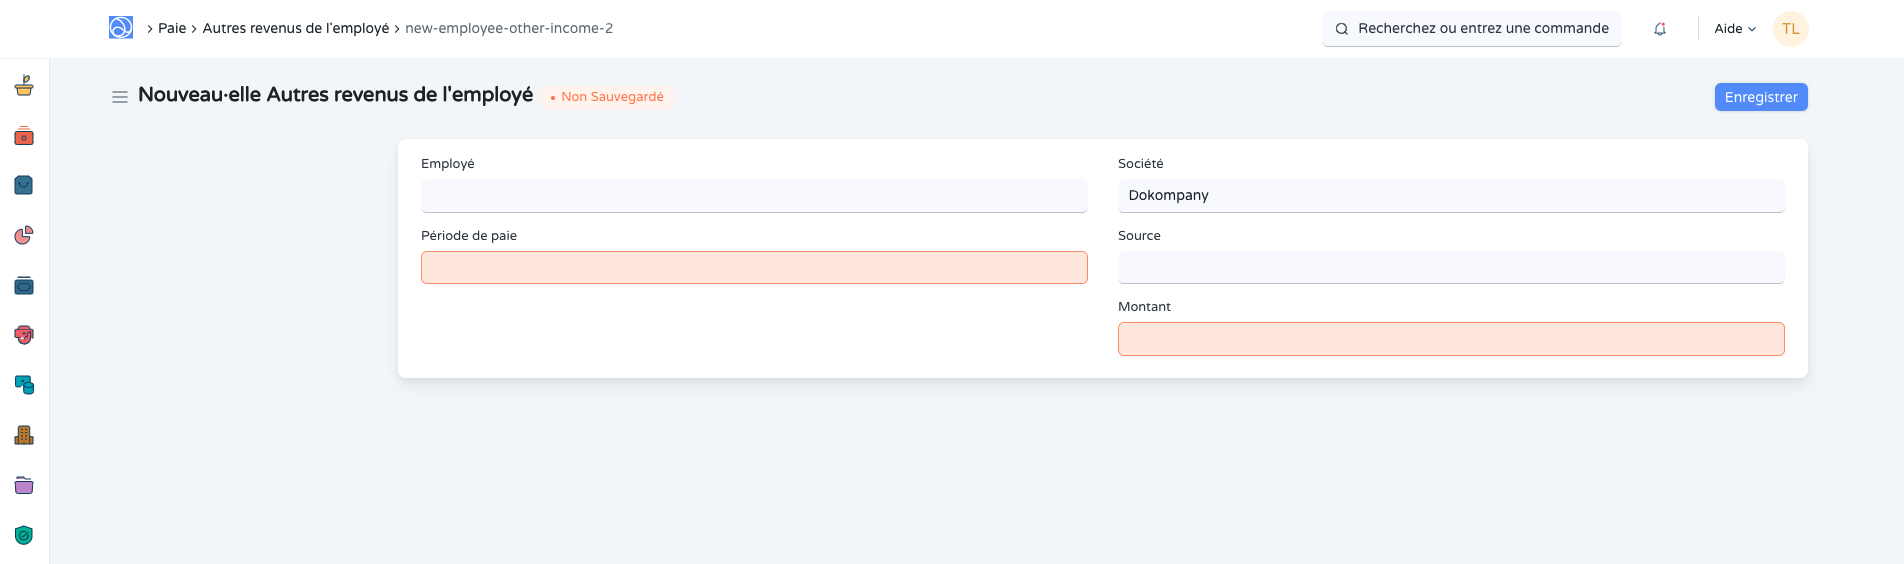 Paie Autres revenus de l'employé new-employee-other-income-2
Recherchez ou entrez une commande
Aide
TL
Nouveau·elle Autres revenus de l'employé
Non Sauvegardé
Enregistrer
Employé
Société
Dokompany
Période de paie
Source
Montant